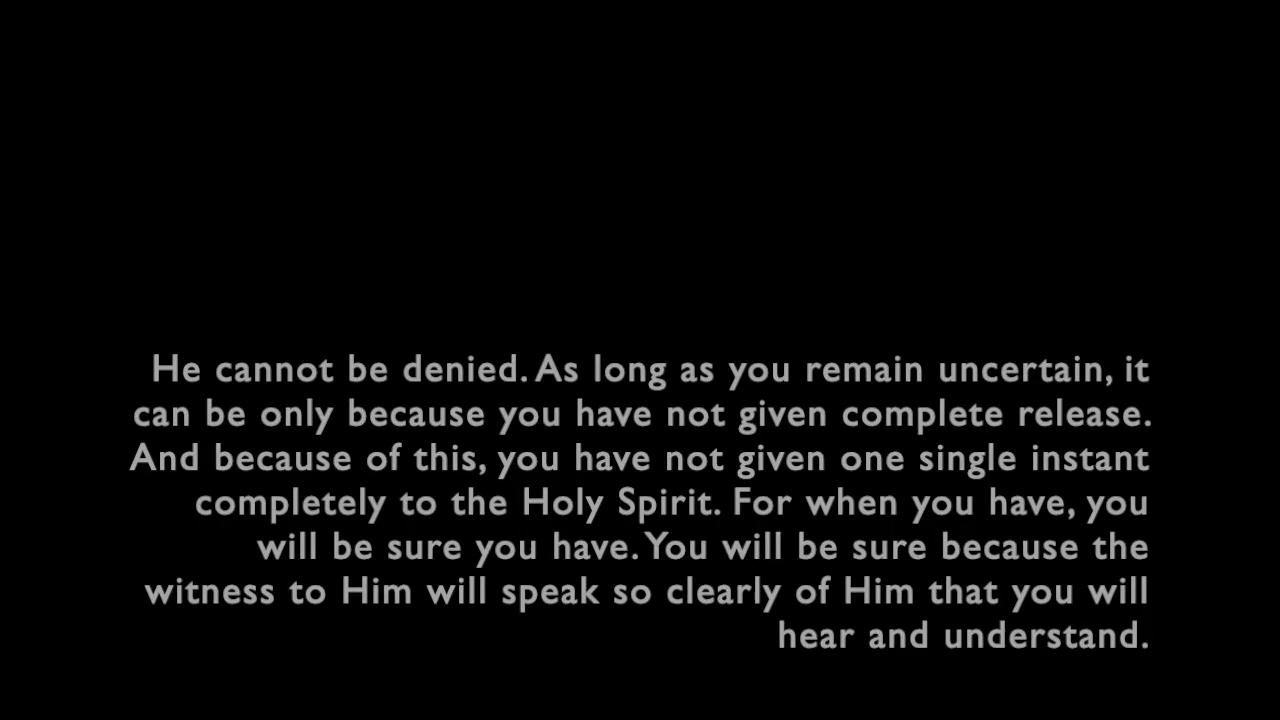 He cannot be denied. As long as you remain uncertain, it
can be only because you have not given complete release.
And because of this, you have not given one single instant
completely to the Holy Spirit. For when you have, you
will be sure you have. You will be sure because the
witness to Him will speak so clearly of Him that you will
hear and understand.